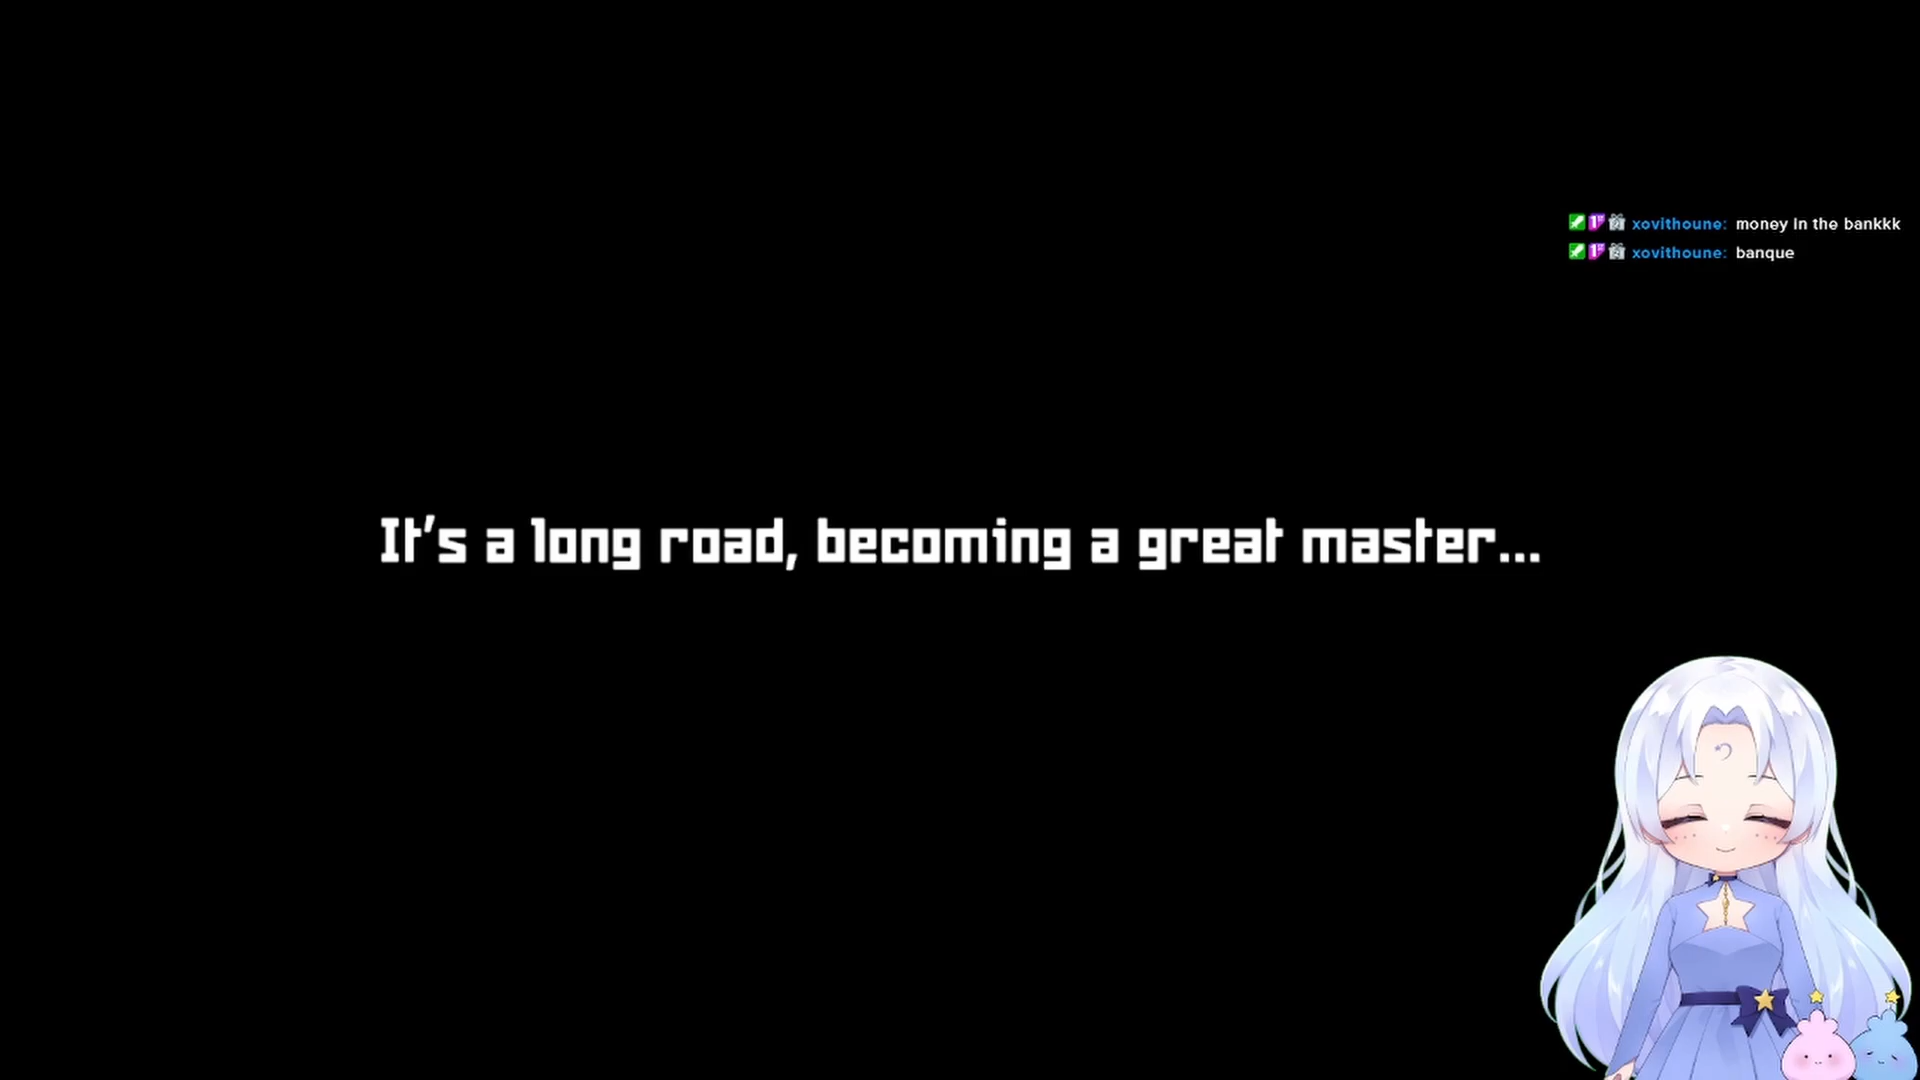 xovithoune: money in the bankkk
xovithoune: banque
It's a long road, becoming a great master...